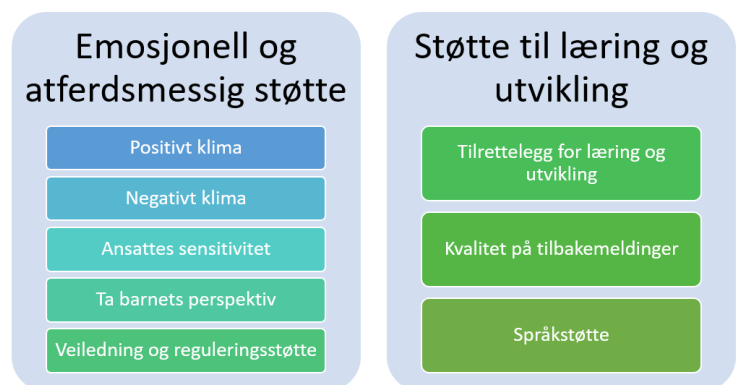 Emosjonell og
atferdsmessig støtte
Positivt klima
Negativt klima
Ansattes sensitivitet
Ta barnets perspektiv
Veiledning og reguleringsstøtte
Støtte til læring og
utvikling
Tilrettelegg for læring og
utvikling
Kvalitet på tilbakemeldinger
Språkstøtte